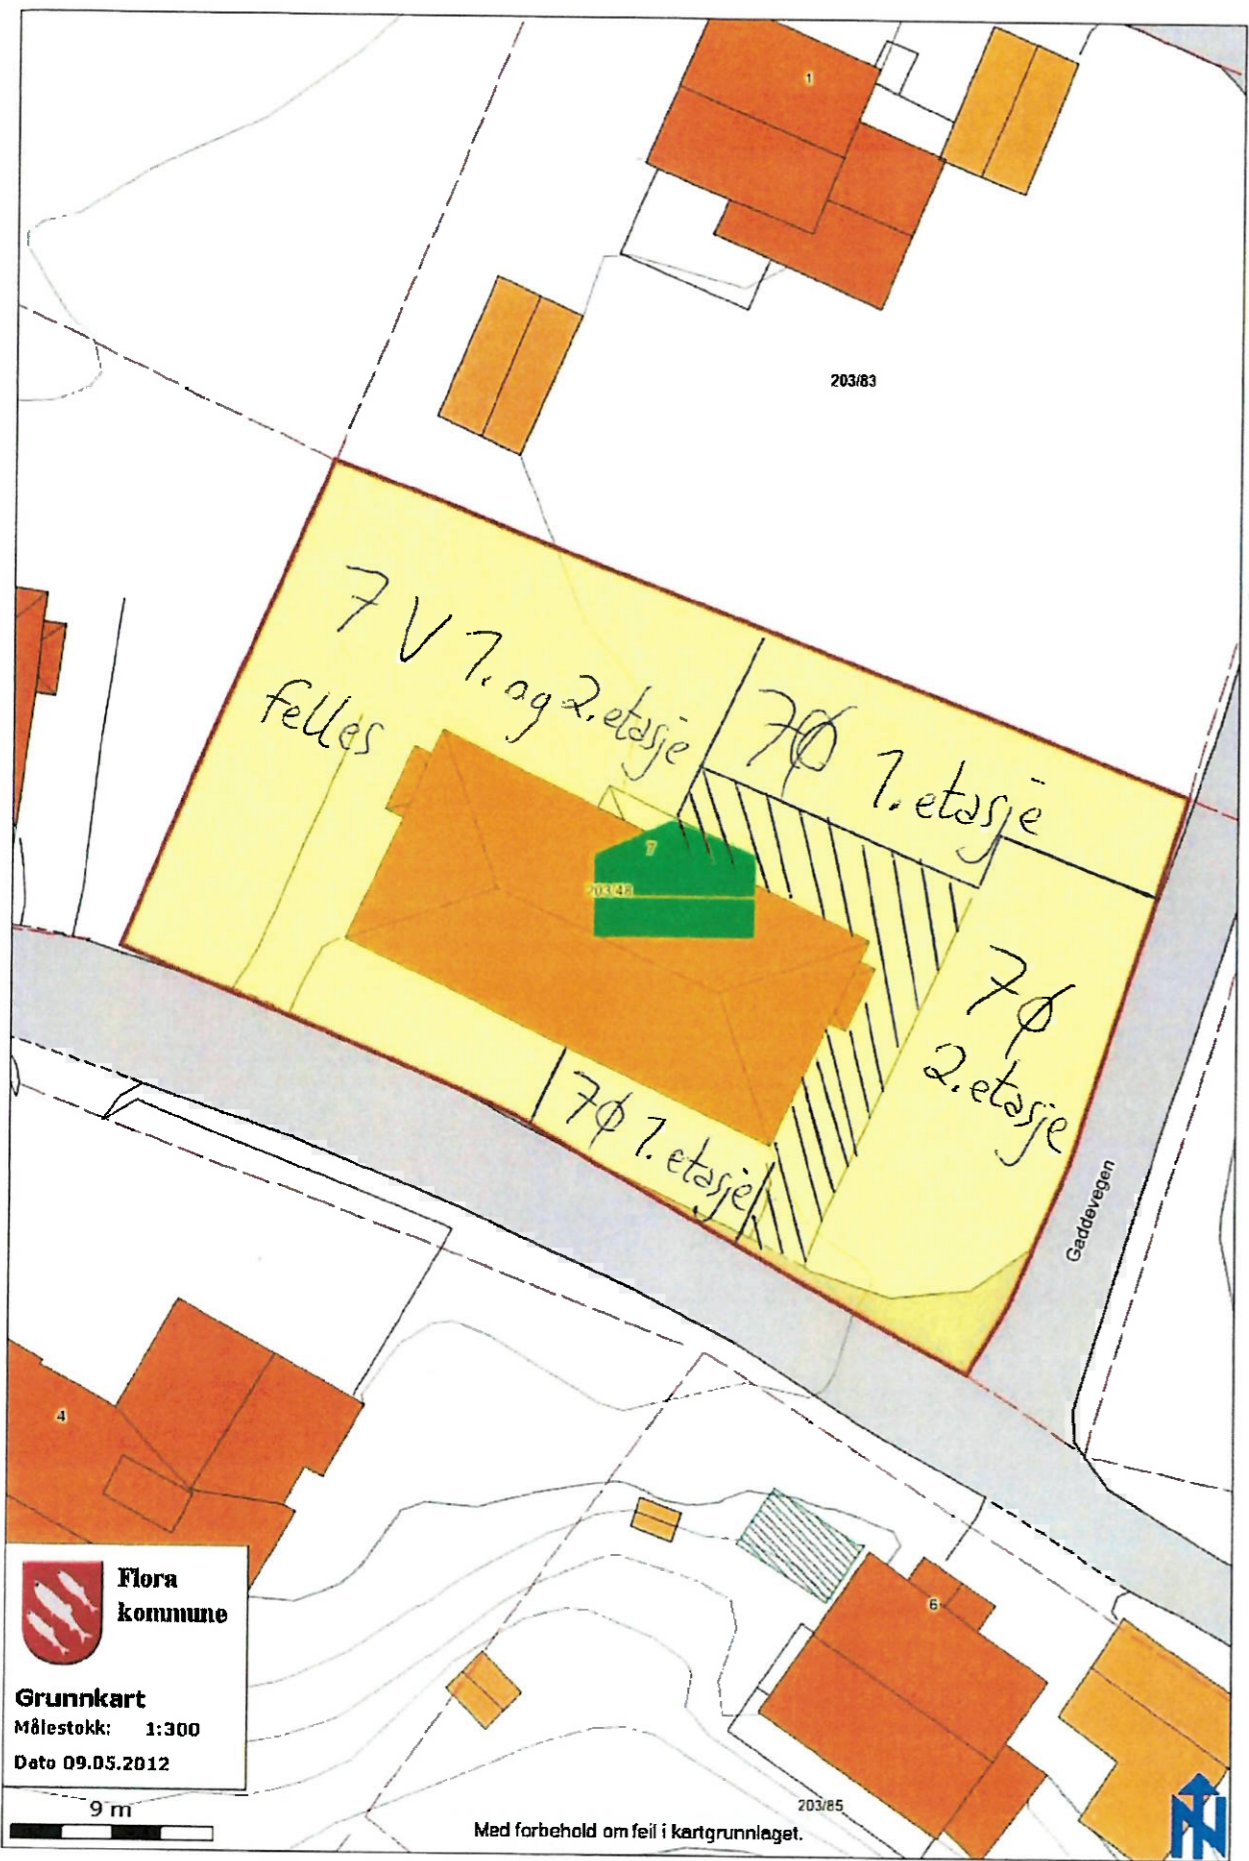 1
203/83
7 V 1. og 2. etasje
felles
7Ø 1. etasje
7
203/48
7Ø
2. etasje
7Ø 1. etasje
Gaddevegen
4
6
Flora
kommune
Grunnkart
Målestokk: 1:300
Dato 09.05.2012
9 m
203/85
Med forbehold om feil i kartgrunnlaget.
N